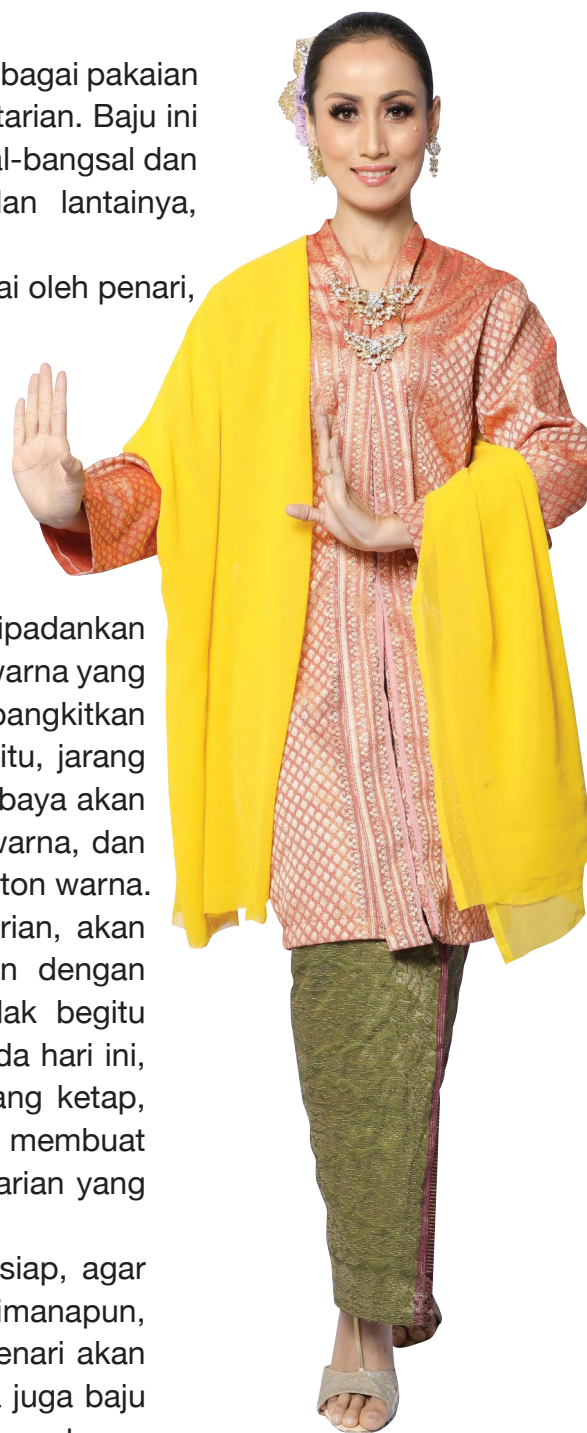 bagai pakaian
tarian. Baju ini
al-bangsal dan
lan lantainya,
ai oleh penari,
ipadankan
warna yang
bangkitkan
itu, jarang
baya akan
warna, dan
ton warna.
rian, akan
n dengan
lak begitu
da hari ini,
ang ketap,
membuat
arian yang
siap, agar
imanapun,
enari akan
juga baju